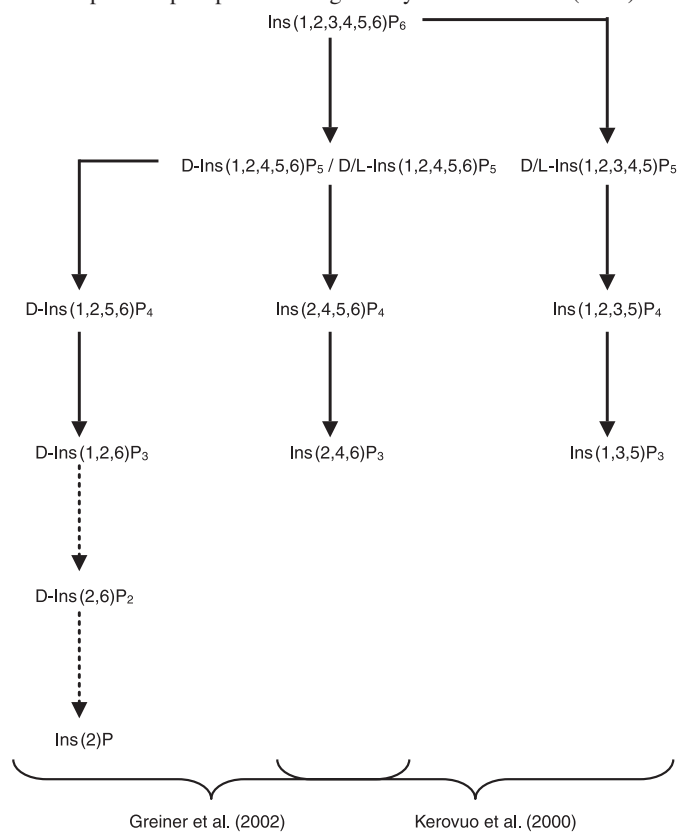 Ins(1,2,3,4,5,6)P₆
D-Ins(1,2,4,5,6)P₅ / D/L-Ins(1,2,4,5,6)P₅ D/L-Ins(1,2,3,4,5)P₅
D-Ins(1,2,5,6)P₄ Ins(2,4,5,6)P₄ Ins(1,2,3,5)P₄
D-Ins(1,2,6)P₃ Ins(2,4,6)P₃ Ins(1,3,5)P₃
D-Ins(2,6)P₂
Ins(2)P
Greiner et al. (2002) Kerovuo et al. (2000)